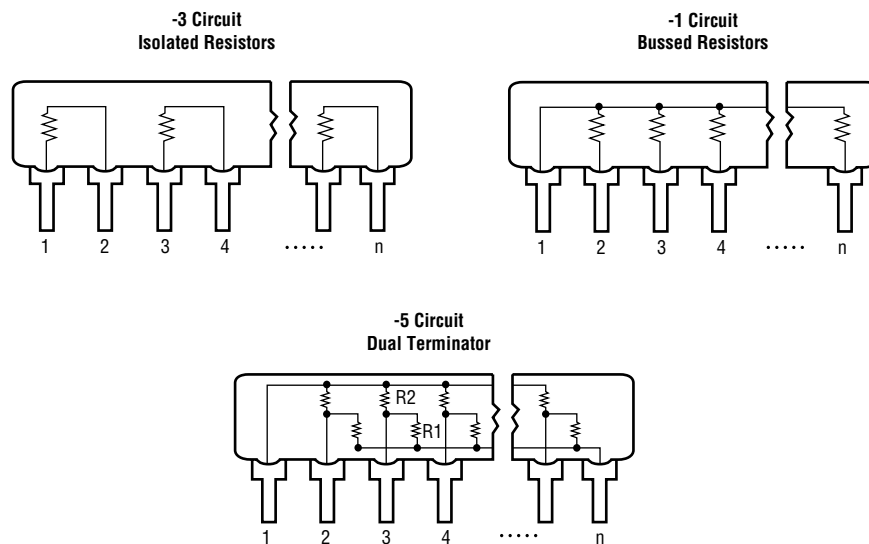 -3 Circuit
Isolated Resistors
1 2 3 4 ..... n
-1 Circuit
Bussed Resistors
1 2 3 4 ..... n
-5 Circuit
Dual Terminator
R2
R1
1 2 3 4 ..... n